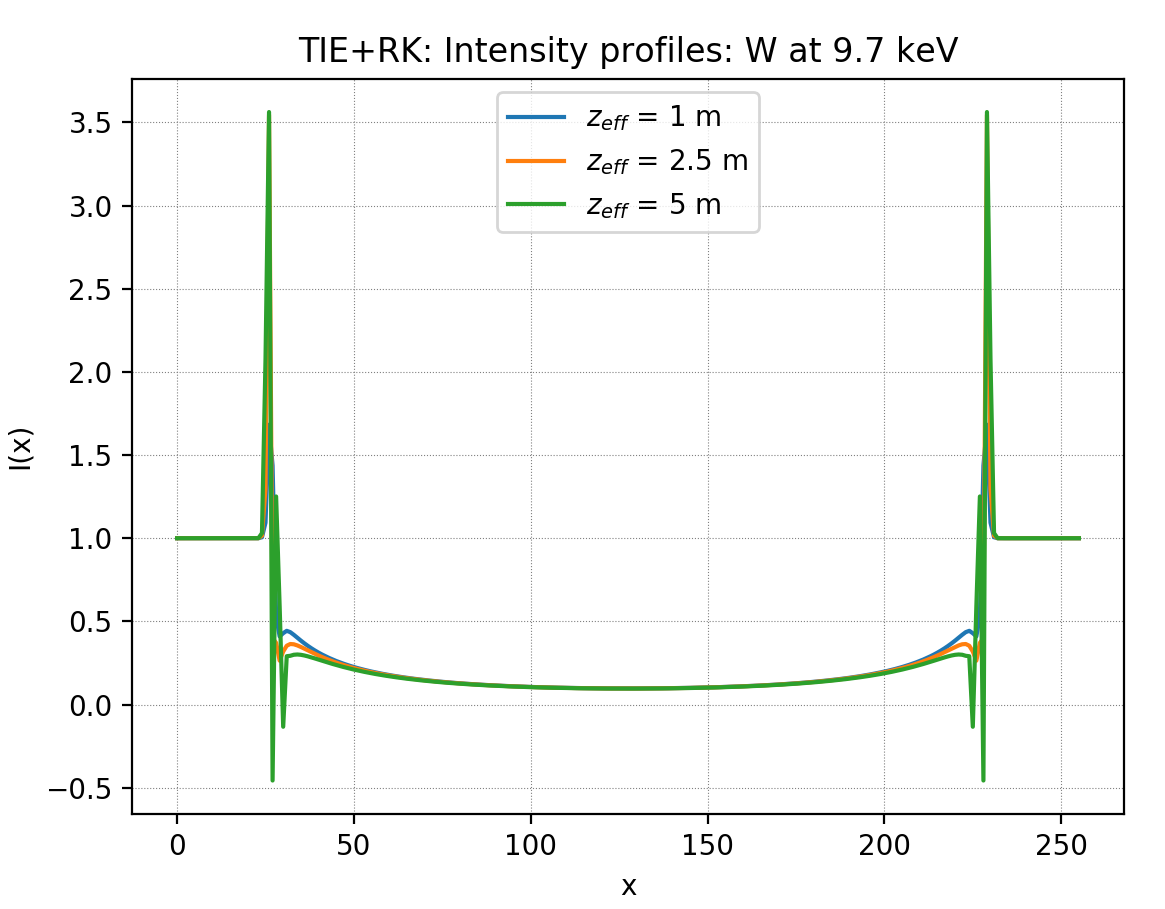 TIE+RK: Intensity profiles: W at 9.7 keV
z_eff = 1 m
z_eff = 2.5 m
z_eff = 5 m
I(x)
3.5
3.0
2.5
2.0
1.5
1.0
0.5
0.0
−0.5
0 50 100 150 200 250
x